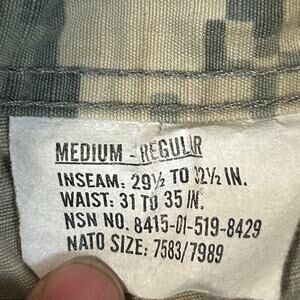 MEDIUM - REGULAR
INSEAM: 29½ TO 32½ IN.
WAIST: 31 TO 35 IN.
NSN NO. 8415-01-519-8429
NATO SIZE: 7583/7989